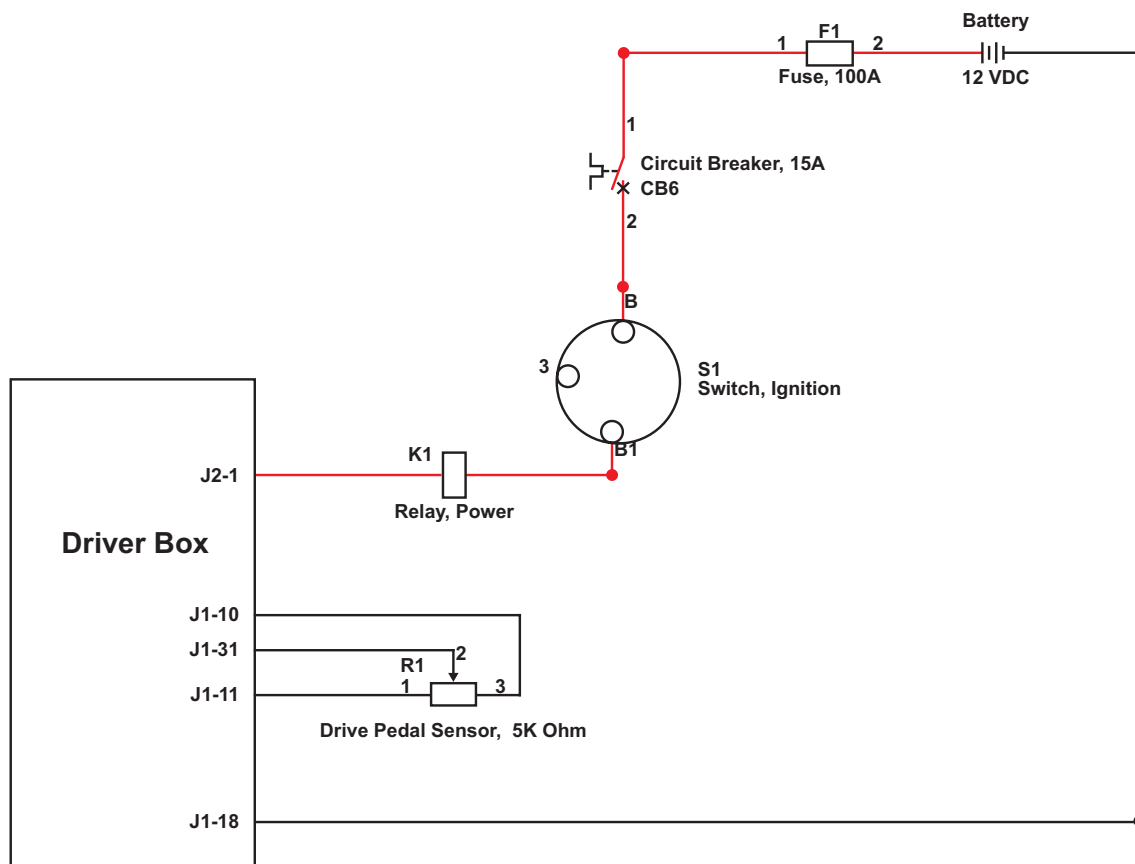 Battery
F1
1
2
Fuse, 100A
12 VDC
1
Circuit Breaker, 15A
CB6
2
B
3
S1
Switch, Ignition
B1
K1
J2-1
Relay, Power
Driver Box
J1-10
J1-31
2
R1
J1-11
1
3
Drive Pedal Sensor, 5K Ohm
J1-18